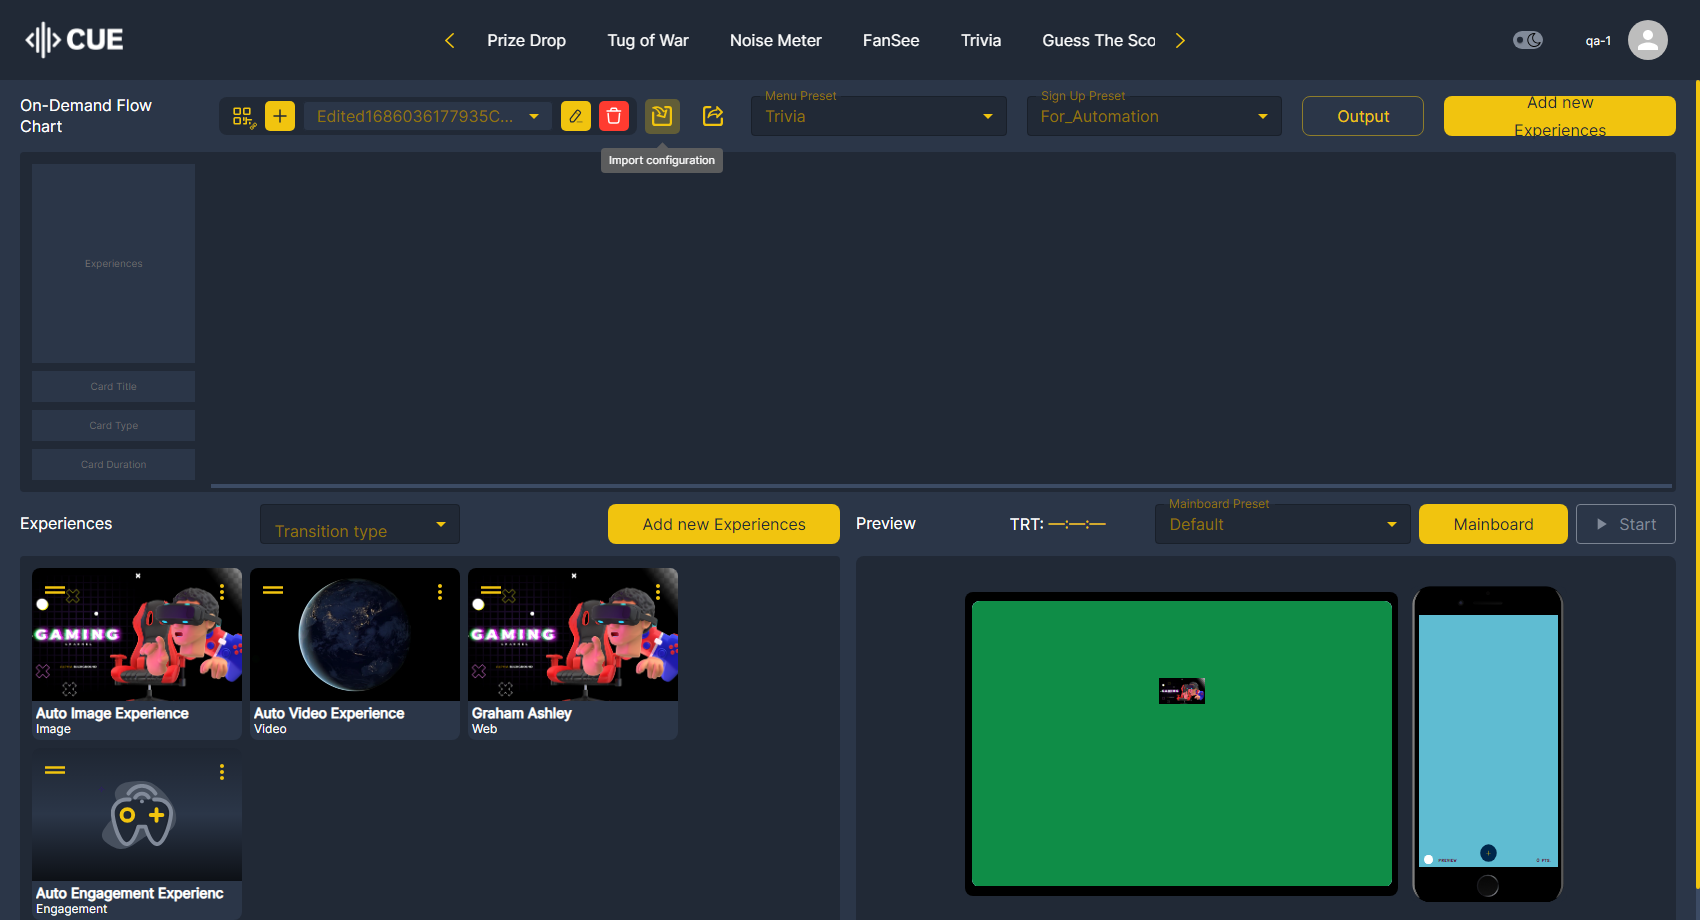 CUE
Prize Drop
Tug of War
Noise Meter
FanSee
Trivia
Guess The Sco
qa-1
On-Demand Flow
Chart
Edited1686036177935C...
Menu Preset
Trivia
Sign Up Preset
For_Automation
Output
Add new
Experiences
Import configuration
Experiences
Card Title
Card Type
Card Duration
Experiences
Transition type
Add new Experiences
Preview
TRT: —:—:—
Mainboard Preset
Default
Mainboard
Start
GAMING
Auto Image Experience
Image
Auto Video Experience
Video
GAMING
Graham Ashley
Web
Auto Engagement Experienc
Engagement
PREVIEW
0 PTS.